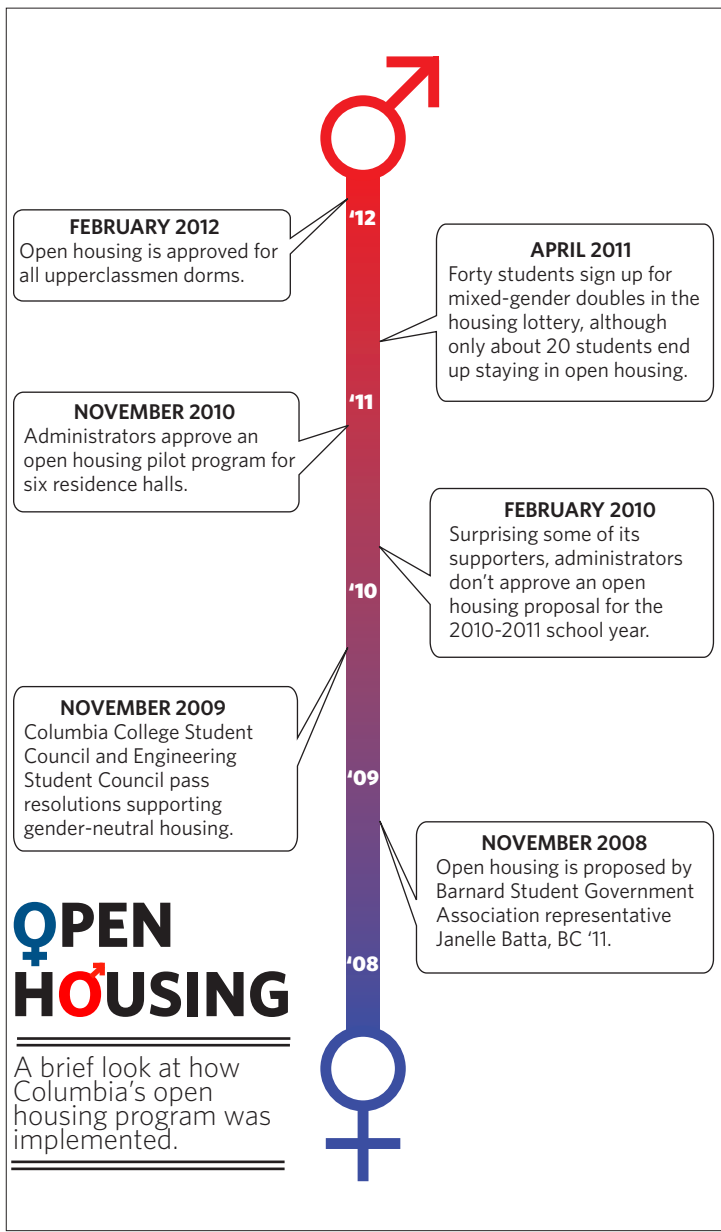 ‘12
FEBRUARY 2012
Open housing is approved for
all upperclassmen dorms.
APRIL 2011
Forty students sign up for
mixed-gender doubles in the
housing lottery, although
only about 20 students end
up staying in open housing.
‘11
NOVEMBER 2010
Administrators approve an
open housing pilot program for
six residence halls.
FEBRUARY 2010
Surprising some of its
supporters, administrators
don’t approve an open
housing proposal for the
2010-2011 school year.
‘10
NOVEMBER 2009
Columbia College Student
Council and Engineering
Student Council pass
resolutions supporting
gender-neutral housing.
‘09
NOVEMBER 2008
Open housing is proposed by
Barnard Student Government
Association representative
Janelle Batta, BC ‘11.
‘08
OPEN
HOUSING
A brief look at how
Columbia’s open
housing program was
implemented.